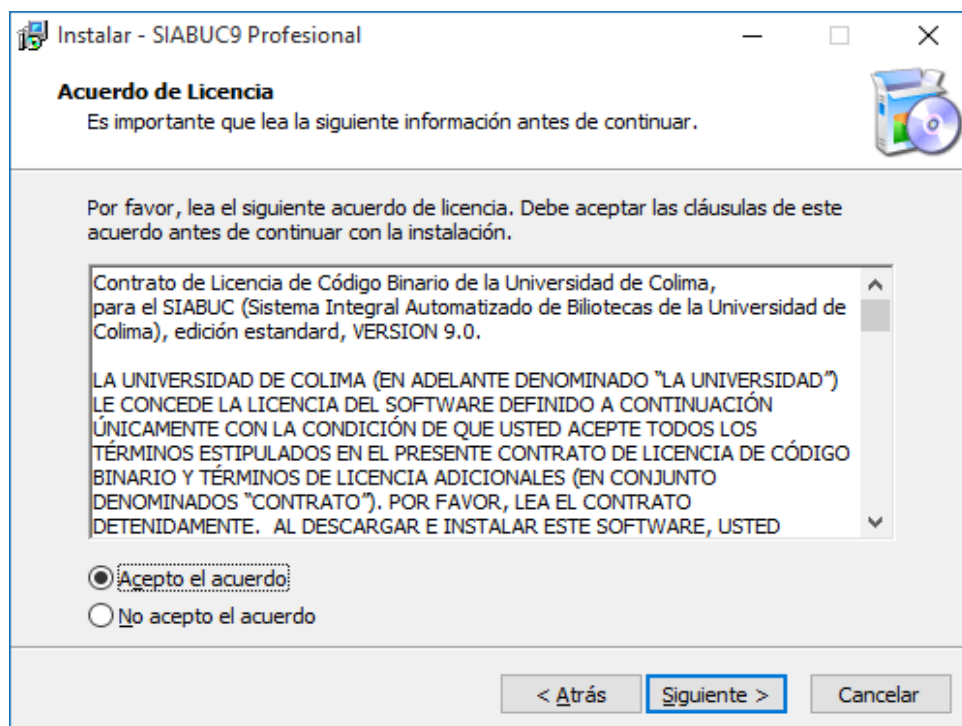 Instalar - SIABUC9 Profesional
Acuerdo de Licencia
Es importante que lea la siguiente información antes de continuar.
Por favor, lea el siguiente acuerdo de licencia. Debe aceptar las cláusulas de este
acuerdo antes de continuar con la instalación.
Contrato de Licencia de Código Binario de la Universidad de Colima,
para el SIABUC (Sistema Integral Automatizado de Biliotecas de la Universidad de
Colima), edición estandard, VERSION 9.0.
LA UNIVERSIDAD DE COLIMA (EN ADELANTE DENOMINADO “LA UNIVERSIDAD”)
LE CONCEDE LA LICENCIA DEL SOFTWARE DEFINIDO A CONTINUACIÓN
ÚNICAMENTE CON LA CONDICIÓN DE QUE USTED ACEPTE TODOS LOS
TÉRMINOS ESTIPULADOS EN EL PRESENTE CONTRATO DE LICENCIA DE CÓDIGO
BINARIO Y TÉRMINOS DE LICENCIA ADICIONALES (EN CONJUNTO
DENOMINADOS “CONTRATO”). POR FAVOR, LEA EL CONTRATO
DETENIDAMENTE.  AL DESCARGAR E INSTALAR ESTE SOFTWARE, USTED
Acepto el acuerdo
No acepto el acuerdo
< Atrás
Siguiente >
Cancelar